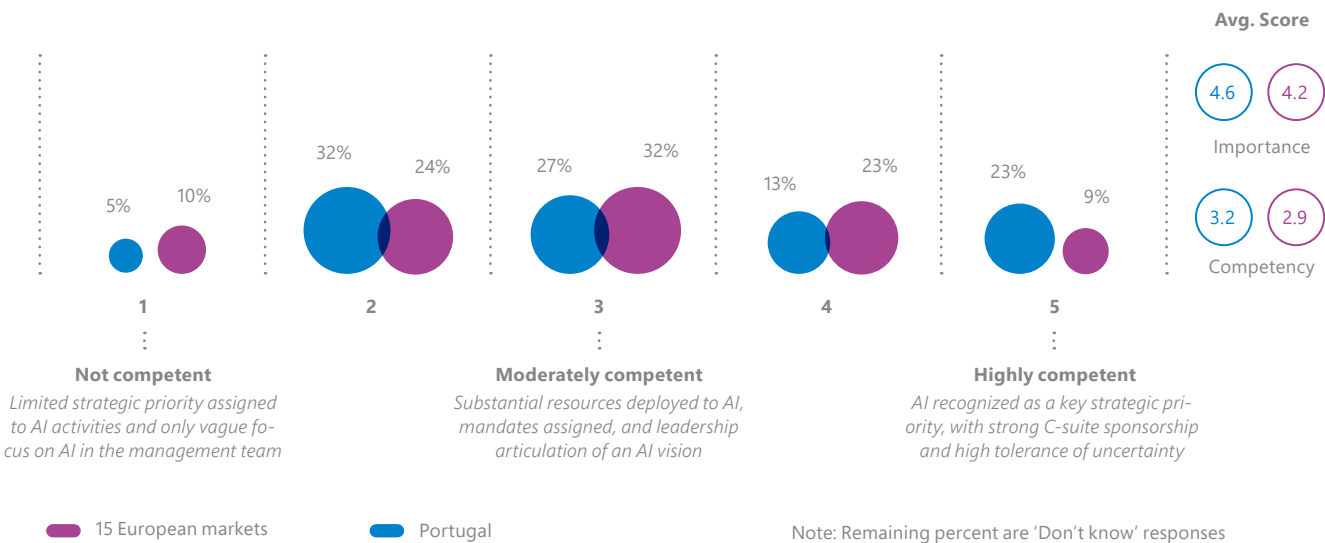 Avg. Score
4.6 4.2
Importance
32% 24% 27% 32% 13% 23% 23% 9%
5% 10%
3.2 2.9
Competency
1 2 3 4 5
Not competent
Limited strategic priority assigned
to AI activities and only vague fo-
cus on AI in the management team
Moderately competent
Substantial resources deployed to AI,
mandates assigned, and leadership
articulation of an AI vision
Highly competent
AI recognized as a key strategic pri-
ority, with strong C-suite sponsorship
and high tolerance of uncertainty
15 European markets
Portugal
Note: Remaining percent are ‘Don’t know’ responses